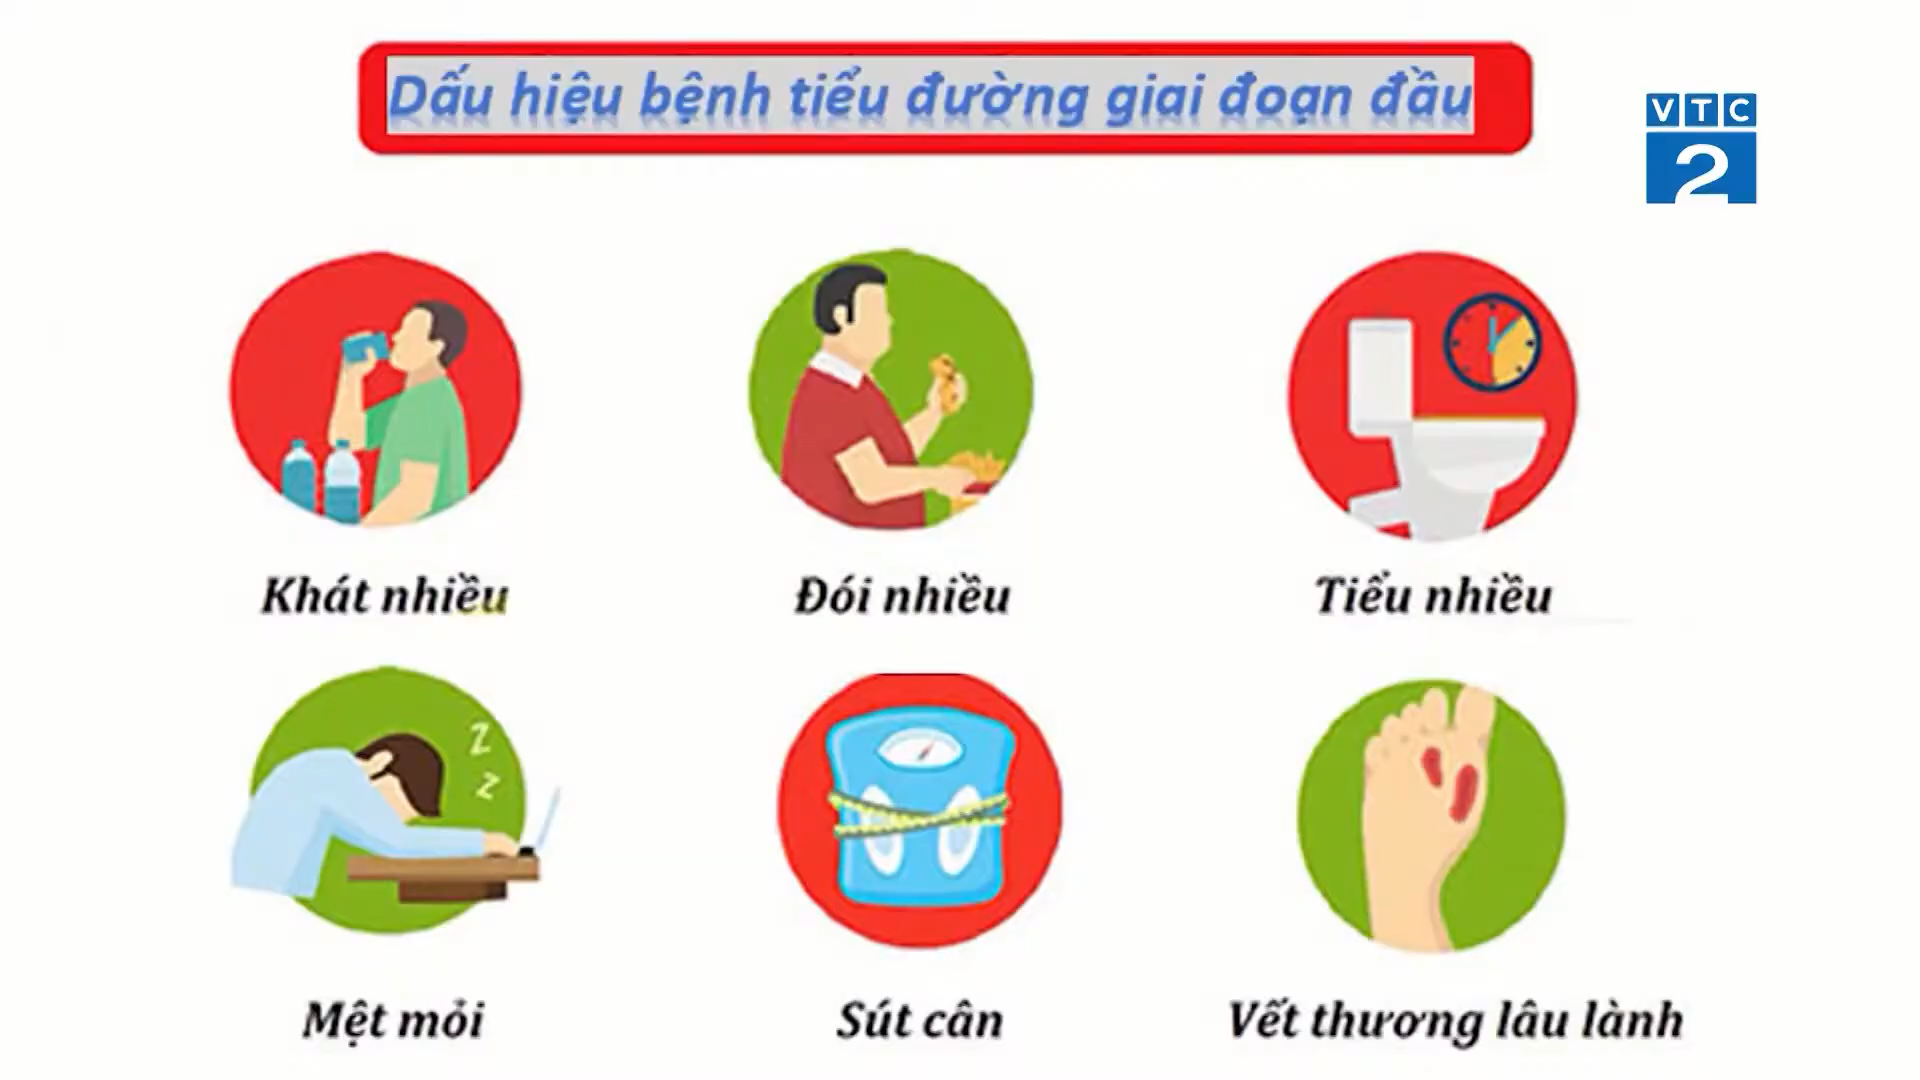 Dấu hiệu bệnh tiểu đường giai đoạn đầu
VTC
2
Khát nhiều
Đói nhiều
Tiểu nhiều
Z
Z
Mệt mỏi
Sút cân
Vết thương lâu lành